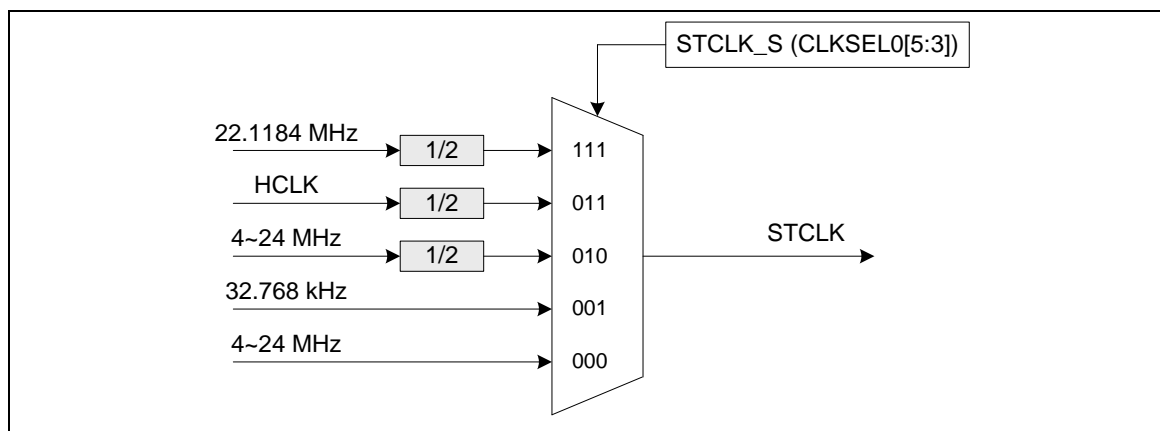 STCLK_S (CLKSEL0[5:3])
22.1184 MHz 1/2 111
HCLK 1/2 011
4~24 MHz 1/2 010
STCLK
32.768 kHz 001
4~24 MHz 000